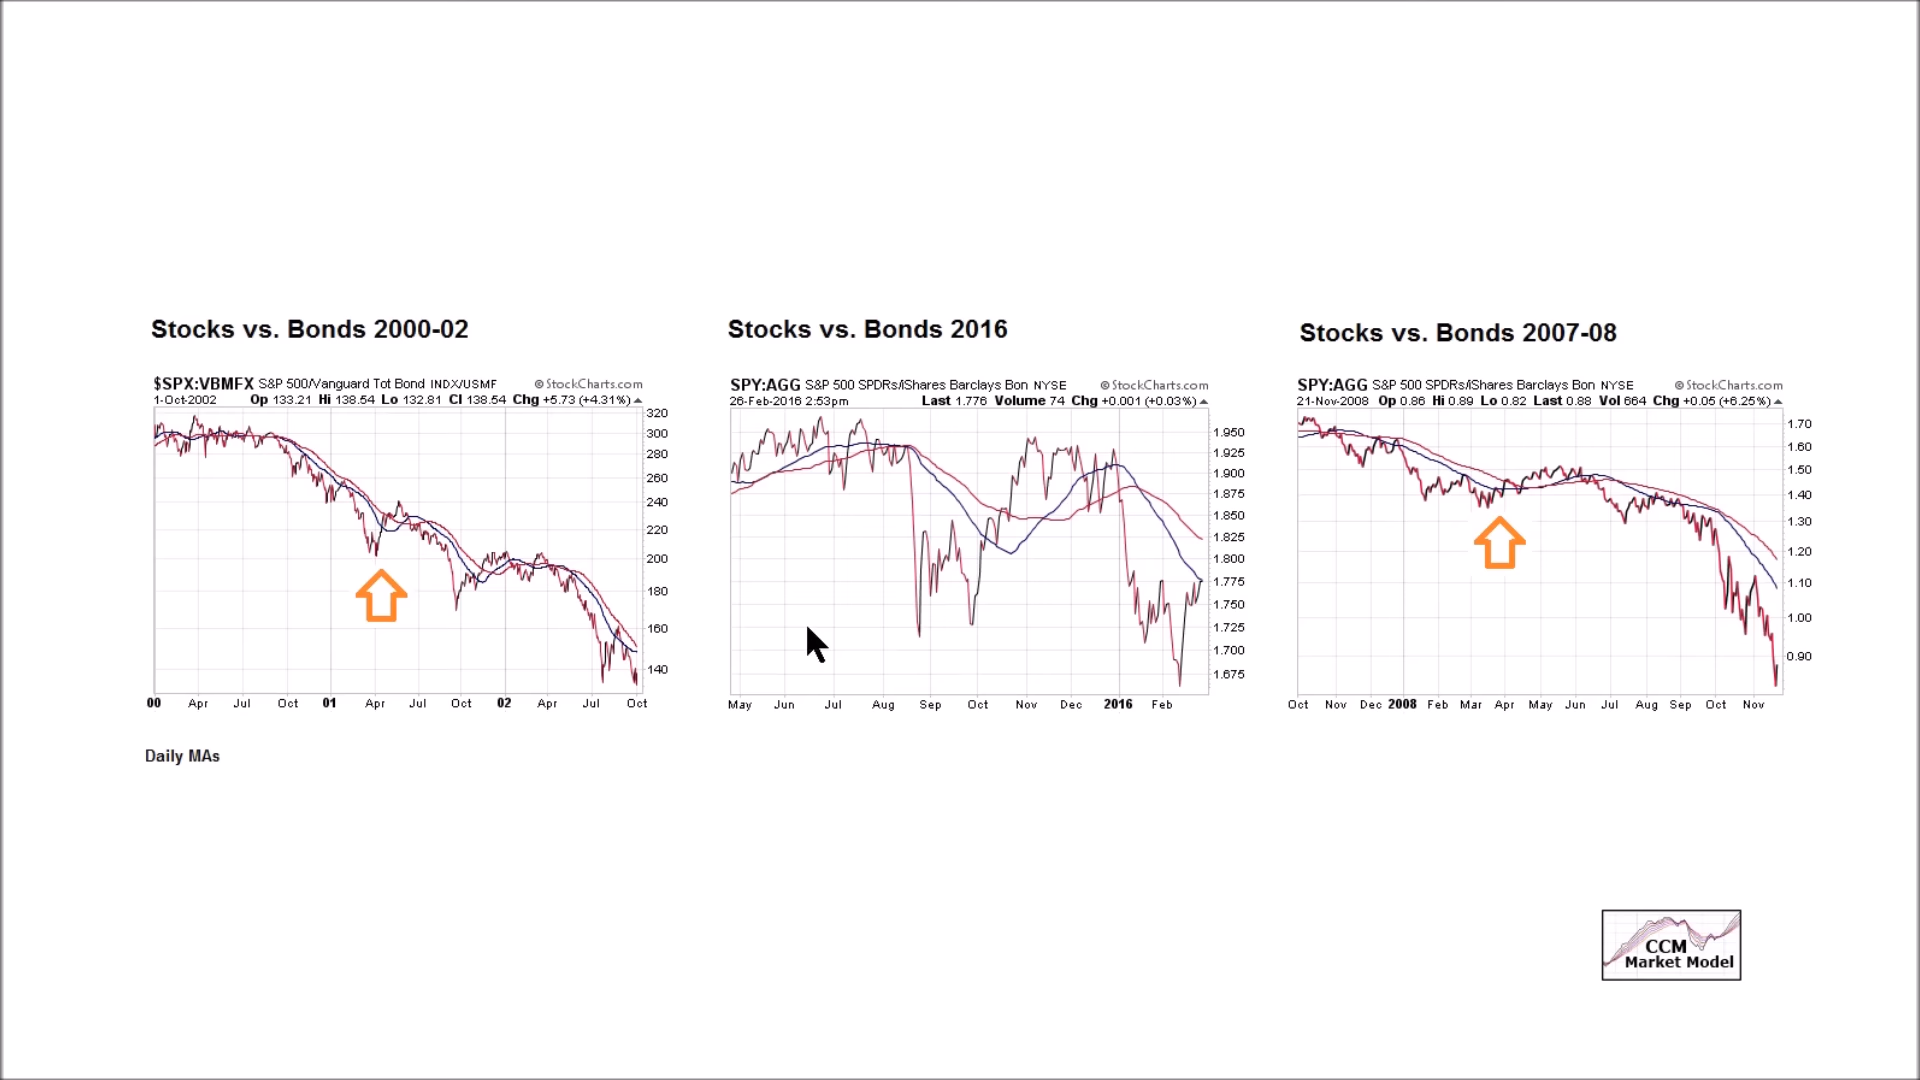 Stocks vs. Bonds 2000-02
$SPX:VBMFX S&P 500/Vanguard Tot Bond INDX/USMF © StockCharts.com
1-Oct-2002 Op 133.21 Hi 138.54 Lo 132.81 Cl 138.54 Chg +5.73 (+4.31%)
320
300
280
260
240
220
200
180
160
140
00 Apr Jul Oct 01 Apr Jul Oct 02 Apr Jul Oct
Stocks vs. Bonds 2016
SPY:AGG S&P 500 SPDRs/iShares Barclays Bon NYSE © StockCharts.com
26-Feb-2016 2:53pm Last 1.776 Volume 74 Chg +0.001 (+0.03%)
1.950
1.925
1.900
1.875
1.850
1.825
1.800
1.775
1.750
1.725
1.700
1.675
May Jun Jul Aug Sep Oct Nov Dec 2016 Feb
Stocks vs. Bonds 2007-08
SPY:AGG S&P 500 SPDRs/iShares Barclays Bon NYSE © StockCharts.com
21-Nov-2008 Op 0.86 Hi 0.89 Lo 0.82 Last 0.88 Vol 664 Chg +0.05 (+6.25%)
1.70
1.60
1.50
1.40
1.30
1.20
1.10
1.00
0.90
Oct Nov Dec 2008 Feb Mar Apr May Jun Jul Aug Sep Oct Nov
Daily MAs
CCM
Market Model